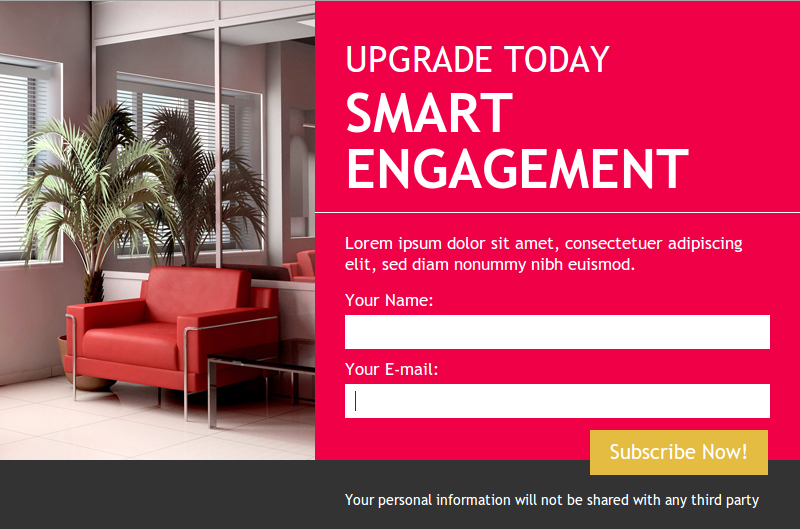 UPGRADE TODAY
SMART
ENGAGEMENT
Lorem ipsum dolor sit amet, consectetuer adipiscing
elit, sed diam nonummy nibh euismod.
Your Name:
Your E-mail:
Subscribe Now!
Your personal information will not be shared with any third party